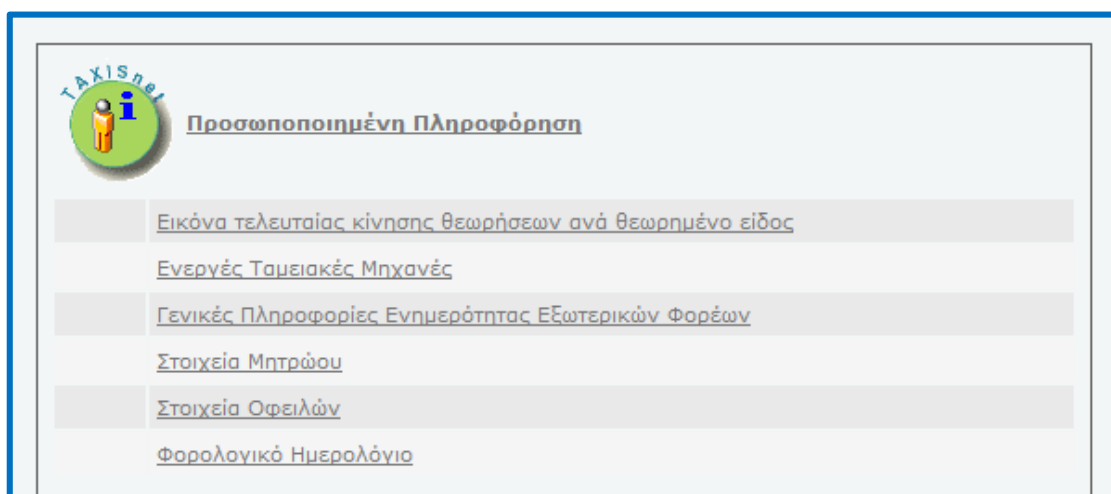 TAXISnet
i
Προσωποποιημένη Πληροφόρηση
Εικόνα τελευταίας κίνησης θεωρήσεων ανά θεωρημένο είδος
Ενεργές Ταμειακές Μηχανές
Γενικές Πληροφορίες Ενημερότητας Εξωτερικών Φορέων
Στοιχεία Μητρώου
Στοιχεία Οφειλών
Φορολογικό Ημερολόγιο